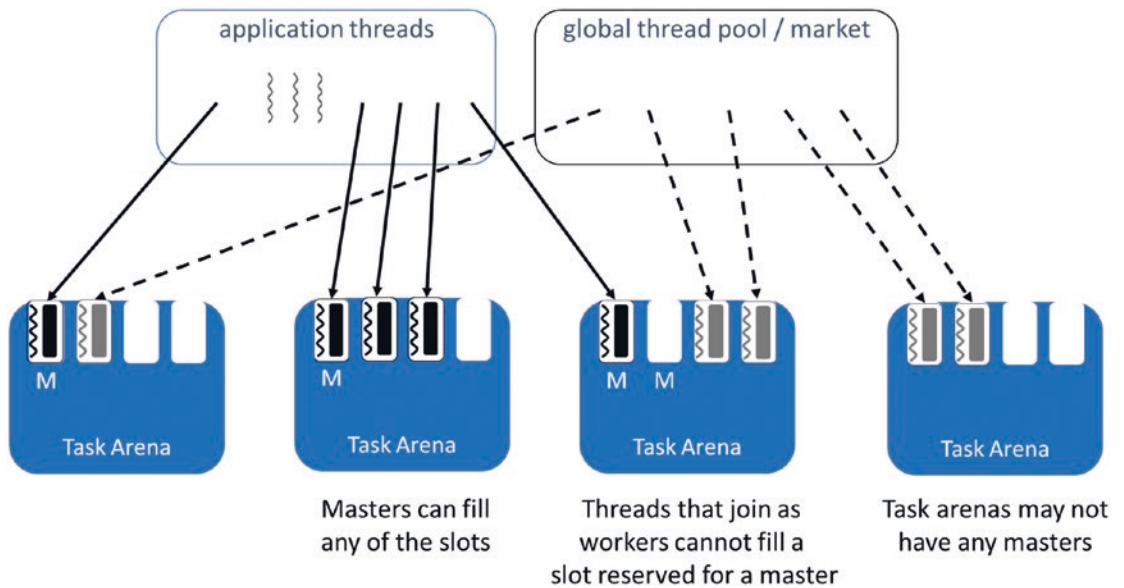 application threads
global thread pool / market
M
M
M
M
Task Arena
Task Arena
Task Arena
Task Arena
Masters can fill
any of the slots
Threads that join as
workers cannot fill a
slot reserved for a master
Task arenas may not
have any masters